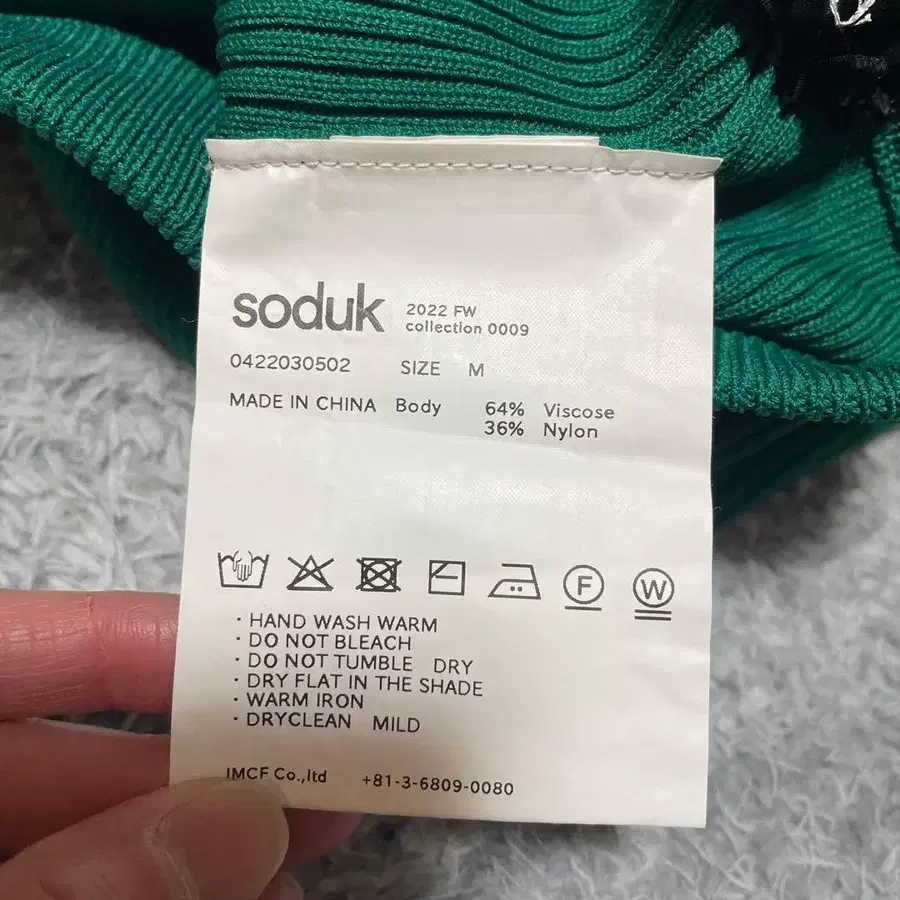 soduk
2022 FW
collection 0009
0422030502 SIZE M
MADE IN CHINA Body 64% Viscose
36% Nylon
F W
· HAND WASH WARM
· DO NOT BLEACH
· DO NOT TUMBLE DRY
· DRY FLAT IN THE SHADE
· WARM IRON
· DRYCLEAN MILD
IMCF Co.,ltd +81-3-6809-0080